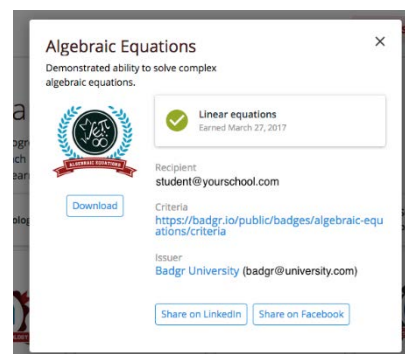 Algebraic Equations
Demonstrated ability to solve complex
algebraic equations.
ALGEBRAIC EQUATIONS
Download
Linear equations
Earned March 27, 2017
Recipient
student@yourschool.com
Criteria
https://badgr.io/public/badges/algebraic-equ
ations/criteria
Issuer
Badgr University (badgr@university.com)
Share on LinkedIn
Share on Facebook